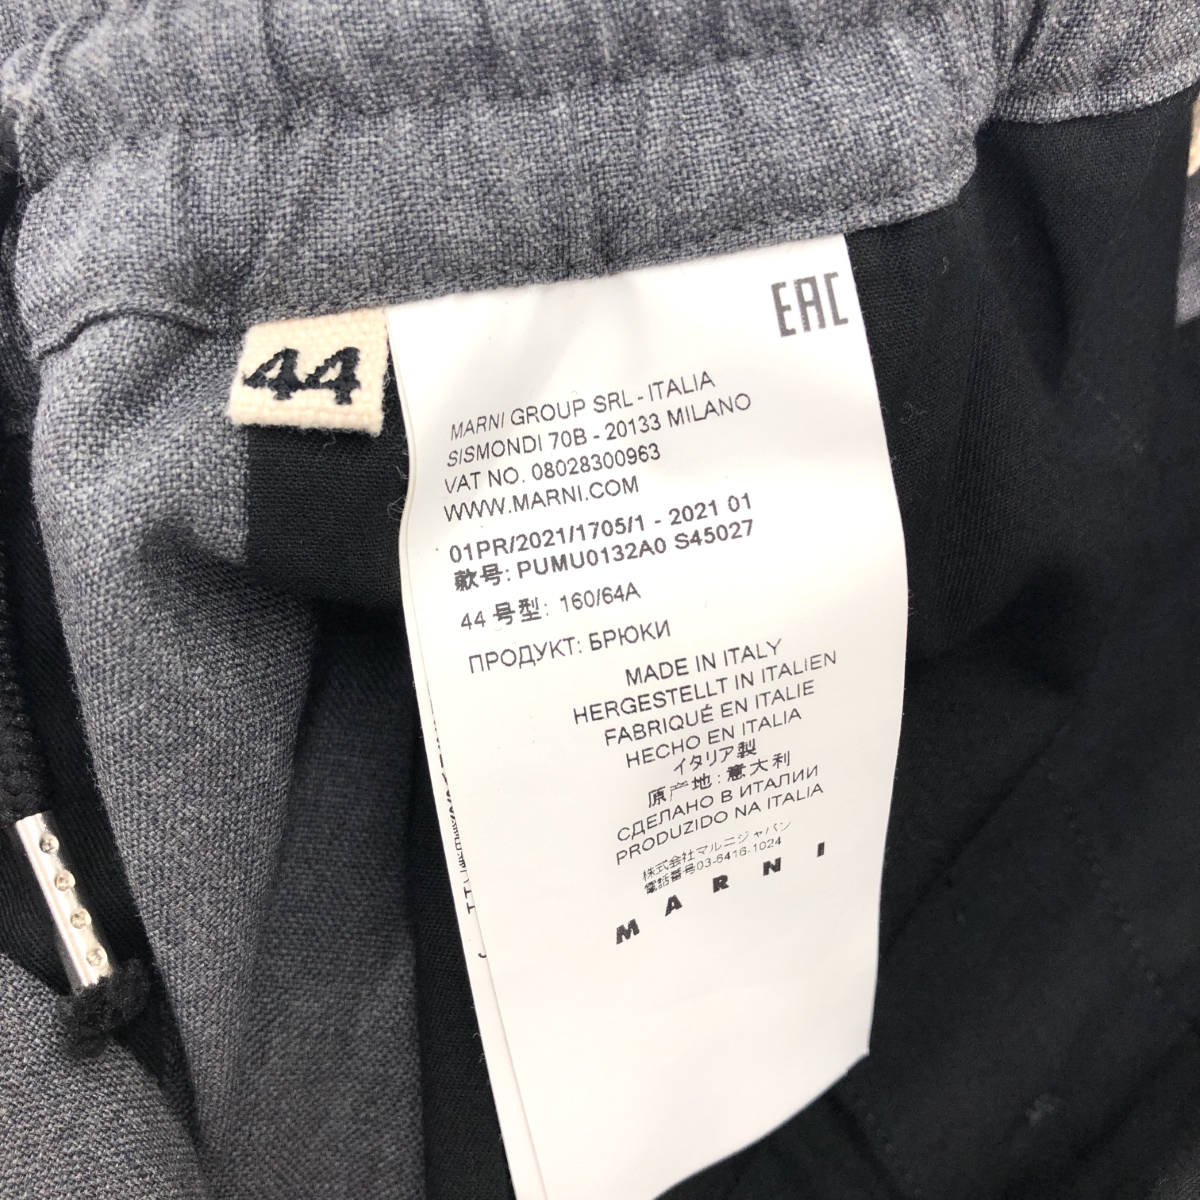 EAC
44
MARNI GROUP SRL - ITALIA
SISMONDI 70B - 20133 MILANO
VAT NO. 08028300963
WWW.MARNI.COM
01PR/2021/1705/1 - 2021 01
款号: PUMU0132A0 S45027
44 号型: 160/64A
ПРОДУКТ: БРЮКИ
MADE IN ITALY
HERGESTELLT IN ITALIEN
FABRIQUÉ EN ITALIE
HECHO EN ITALIA
イタリア製
原产地: 意大利
СДЕЛАНО В ИТАЛИИ
PRODUZIDO NA ITALIA
株式会社マルニジャパン
電話番号03-6416-1024
MARNI